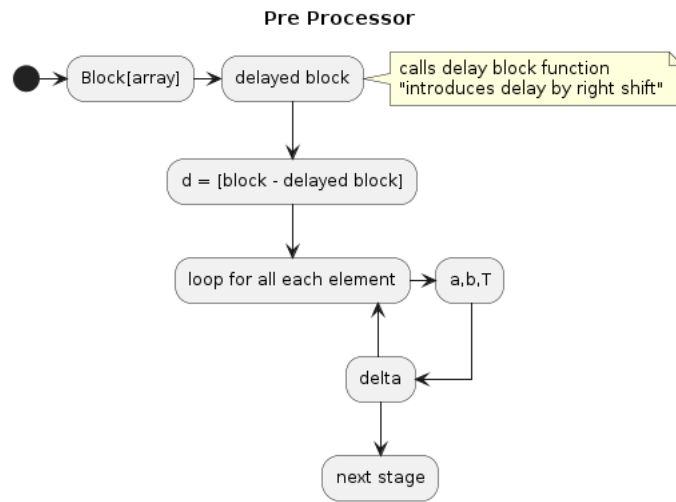 Pre Processor
Block[array]
delayed block
calls delay block function
"introduces delay by right shift"
d = [block - delayed block]
loop for all each element
a,b,T
delta
next stage